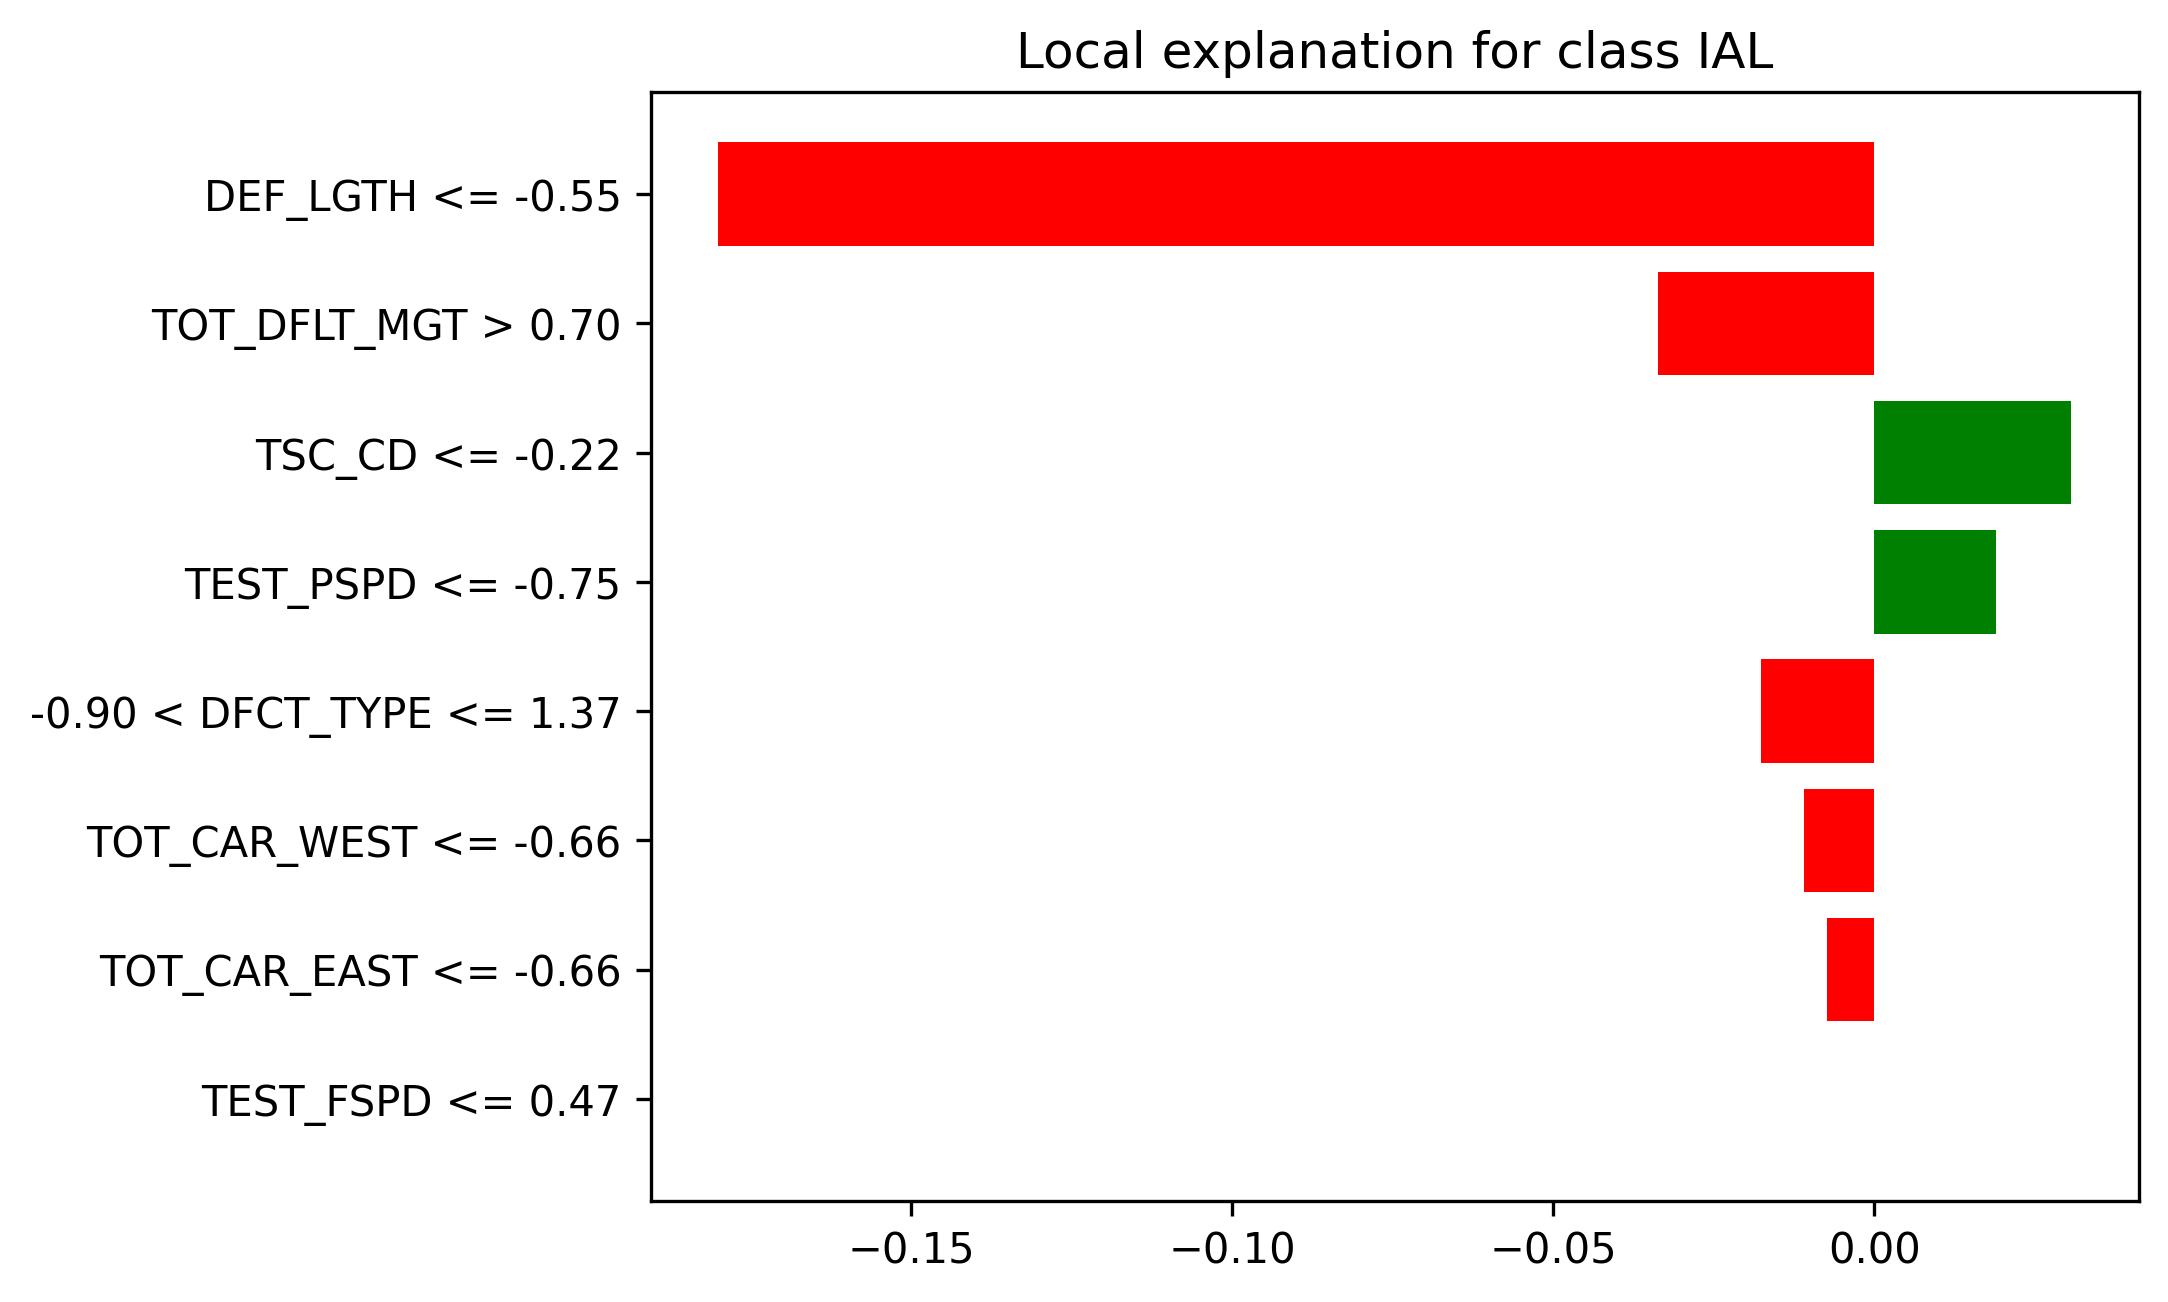 Local explanation for class IAL
DEF_LGTH <= -0.55
TOT_DFLT_MGT > 0.70
TSC_CD <= -0.22
TEST_PSPD <= -0.75
-0.90 < DFCT_TYPE <= 1.37
TOT_CAR_WEST <= -0.66
TOT_CAR_EAST <= -0.66
TEST_FSPD <= 0.47
−0.15 −0.10 −0.05 0.00